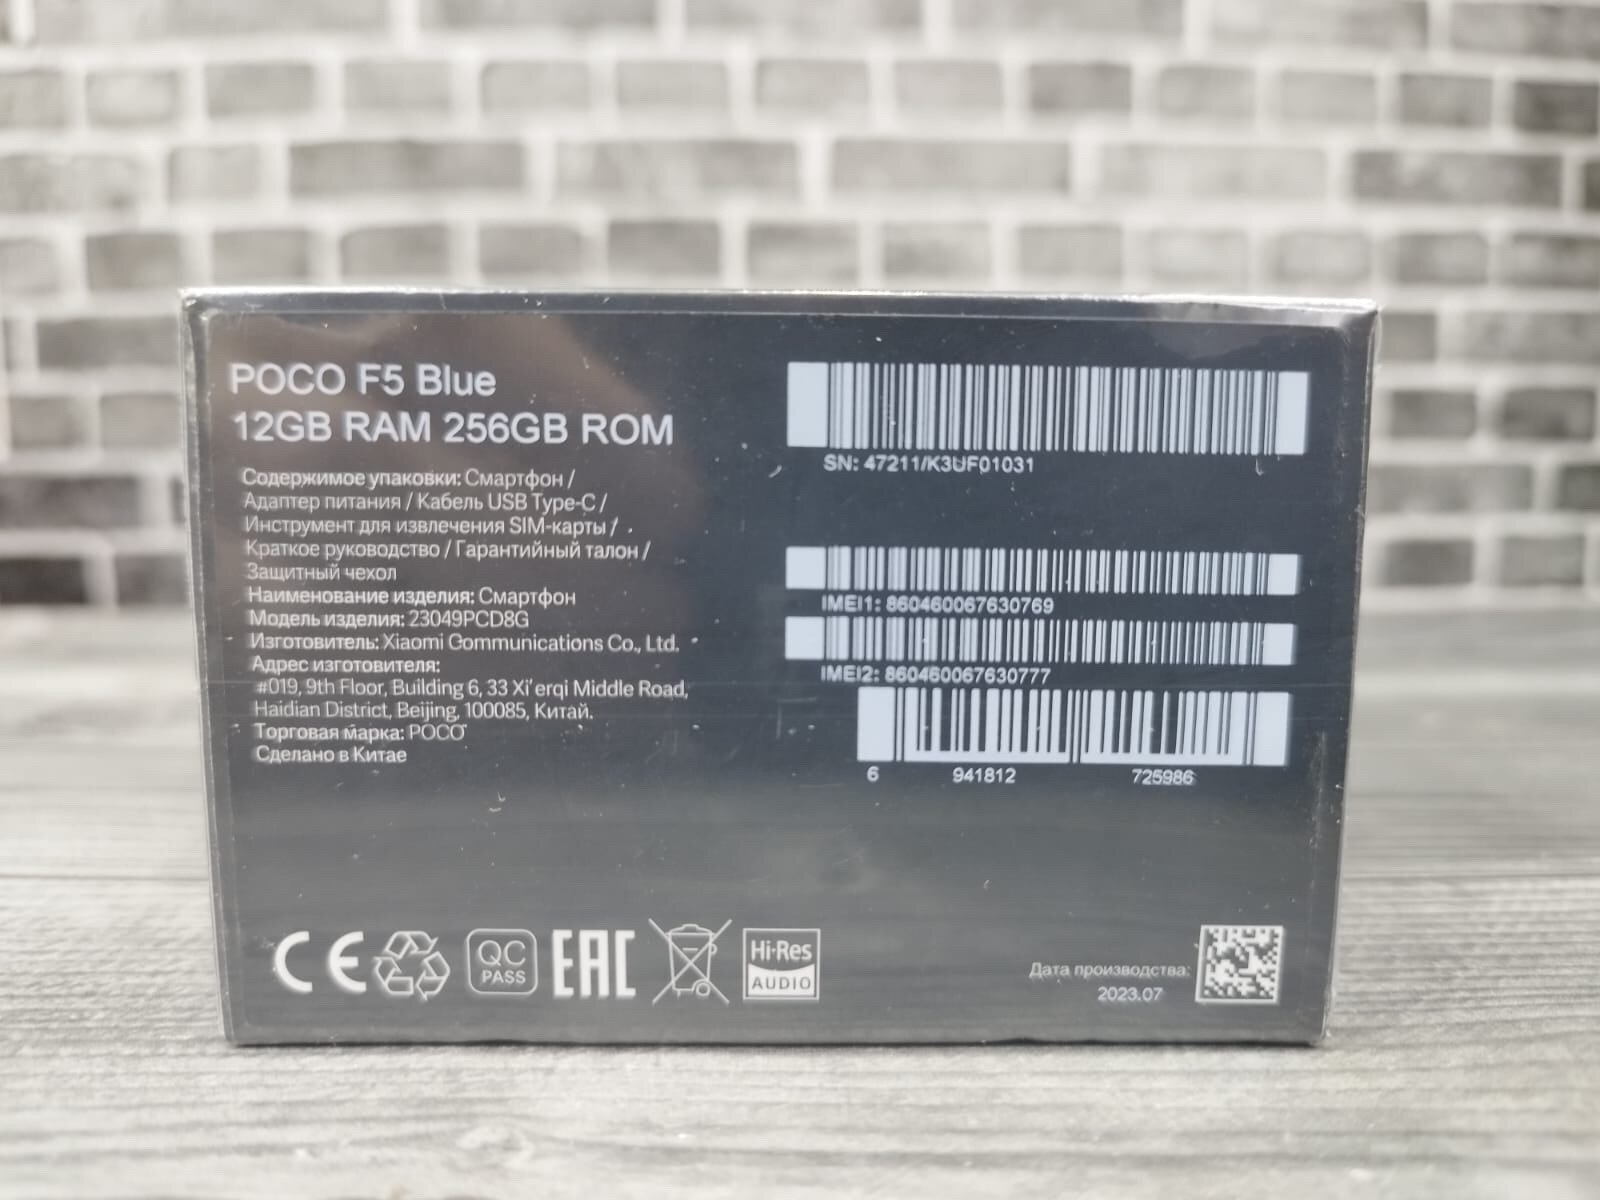 POCO F5 Blue
12GB RAM 256GB ROM
Содержимое упаковки: Смартфон /
Адаптер питания / Кабель USB Type-C /
Инструмент для извлечения SIM-карты /
Краткое руководство / Гарантийный талон /
Защитный чехол
Наименование изделия: Смартфон
Модель изделия: 23049PCD8G
Изготовитель: Xiaomi Communications Co., Ltd.
Адрес изготовителя:
#019, 9th Floor, Building 6, 33 Xi'erqi Middle Road,
Haidian District, Beijing, 100085, Китай.
Торговая марка: POCO
Сделано в Китае
SN: 47211/K3UF01031
IMEI1: 860460067630769
IMEI2: 860460067630777
6 941812 725986
CE
QC
PASS
EAC
Hi-Res
AUDIO
Дата производства:
2023.07